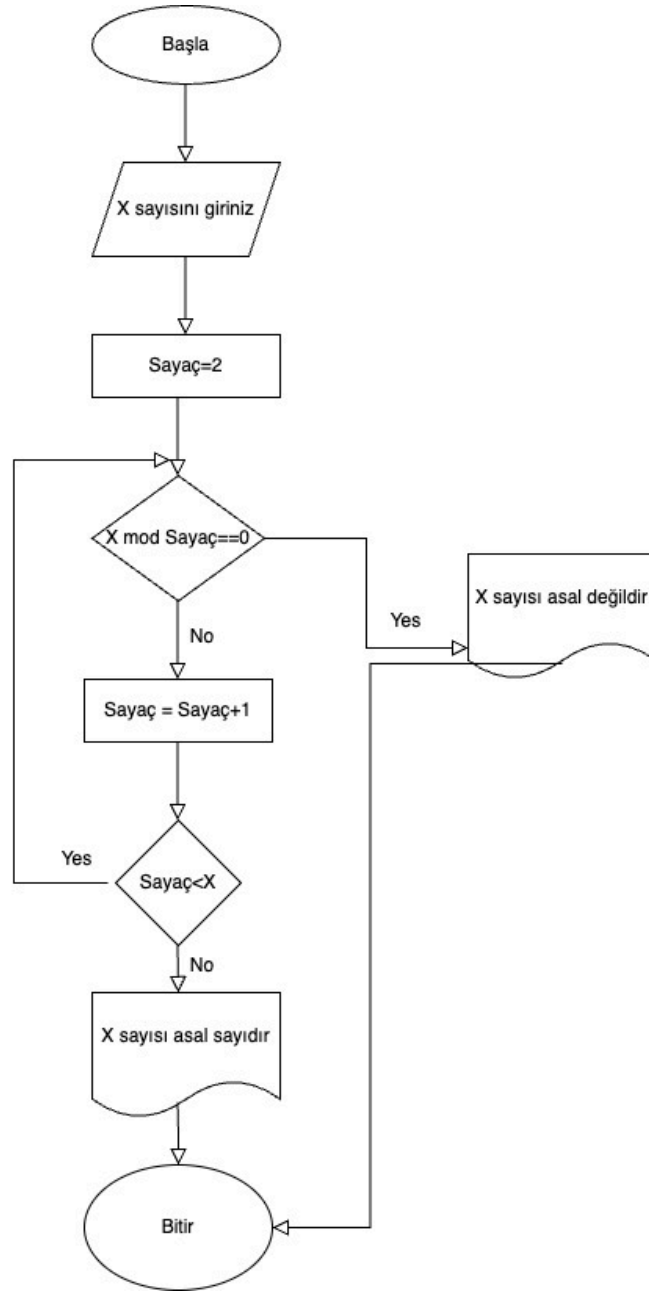 Başla
X sayısını giriniz
Sayaç=2
X mod Sayaç==0
Yes
X sayısı asal değildir
No
Sayaç = Sayaç+1
Yes
Sayaç<X
No
X sayısı asal sayıdır
Bitir